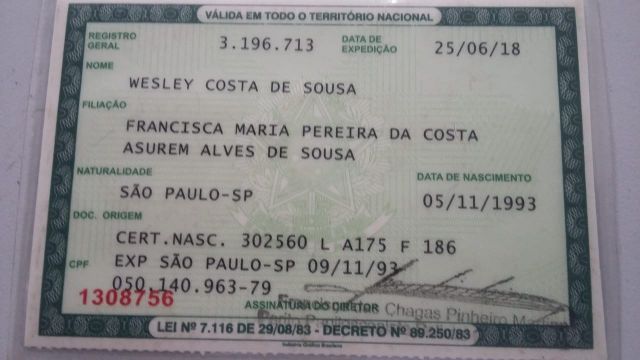 VÁLIDA EM TODO O TERRITÓRIO NACIONAL
REGISTRO GERAL 3.196.713 DATA DE EXPEDIÇÃO 25/06/18
NOME
WESLEY COSTA DE SOUSA
FILIAÇÃO
FRANCISCA MARIA PEREIRA DA COSTA
ASUREM ALVES DE SOUSA
NATURALIDADE DATA DE NASCIMENTO
SÃO PAULO-SP 05/11/1993
DOC. ORIGEM
CERT.NASC. 302560 L A175 F 186
EXP SÃO PAULO-SP 09/11/93
CPF 050.140.963-79
1308756
Chagas Pinheiro
ASSINATURA DO DIRETOR
LEI Nº 7.116 DE 29/08/83 - DECRETO Nº 89.250/83
Indústria Gráfica Brasileira